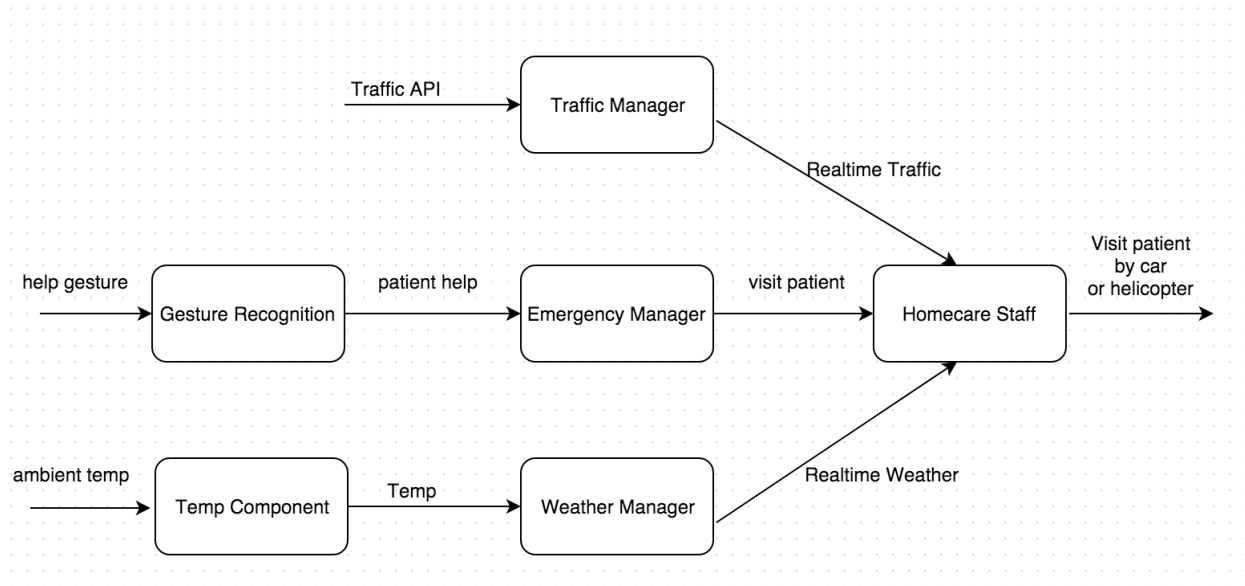 Traffic API
Traffic Manager
Realtime Traffic
help gesture
Gesture Recognition
patient help
Emergency Manager
visit patient
Homecare Staff
Visit patient
by car
or helicopter
ambient temp
Temp Component
Temp
Weather Manager
Realtime Weather